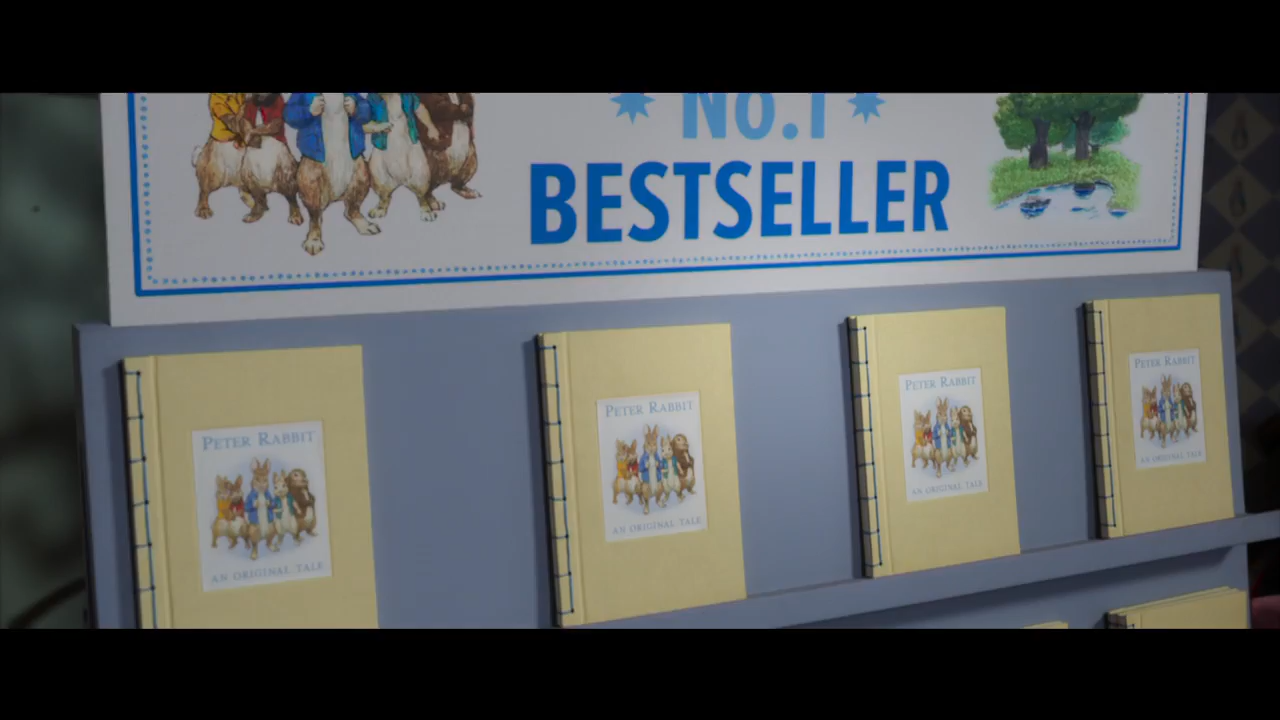 No.1
BESTSELLER
PETER RABBIT
AN ORIGINAL TALE
PETER RABBIT
AN ORIGINAL TALE
PETER RABBIT
AN ORIGINAL TALE
PETER RABBIT
AN ORIGINAL TALE